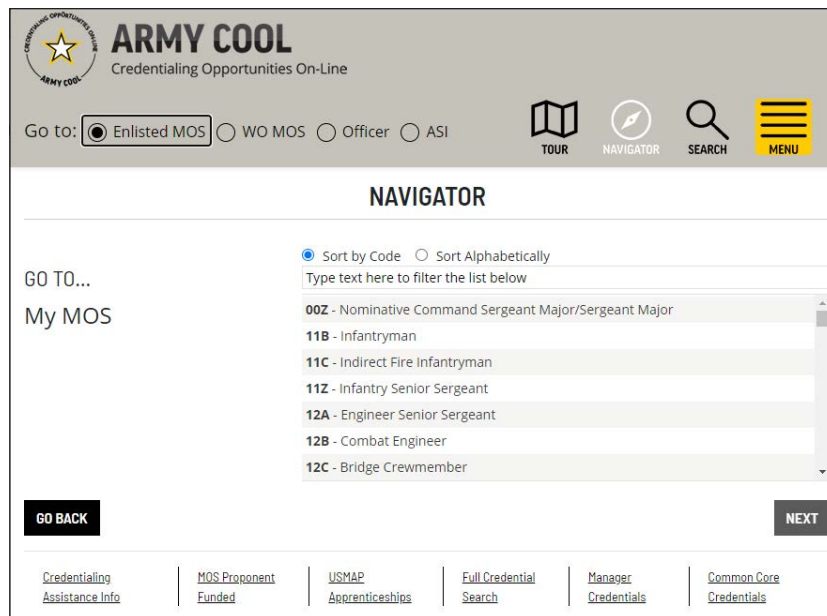 CREDENTIALING OPPORTUNITIES ON-LINE
ARMY COOL
ARMY COOL
Credentialing Opportunities On-Line
Go to: Enlisted MOS WO MOS Officer ASI
TOUR NAVIGATOR SEARCH MENU
NAVIGATOR
Sort by Code Sort Alphabetically
GO TO...
Type text here to filter the list below
My MOS
00Z - Nominative Command Sergeant Major/Sergeant Major
11B - Infantryman
11C - Indirect Fire Infantryman
11Z - Infantry Senior Sergeant
12A - Engineer Senior Sergeant
12B - Combat Engineer
12C - Bridge Crewmember
GO BACK
NEXT
Credentialing
Assistance Info
MOS Proponent
Funded
USMAP
Apprenticeships
Full Credential
Search
Manager
Credentials
Common Core
Credentials